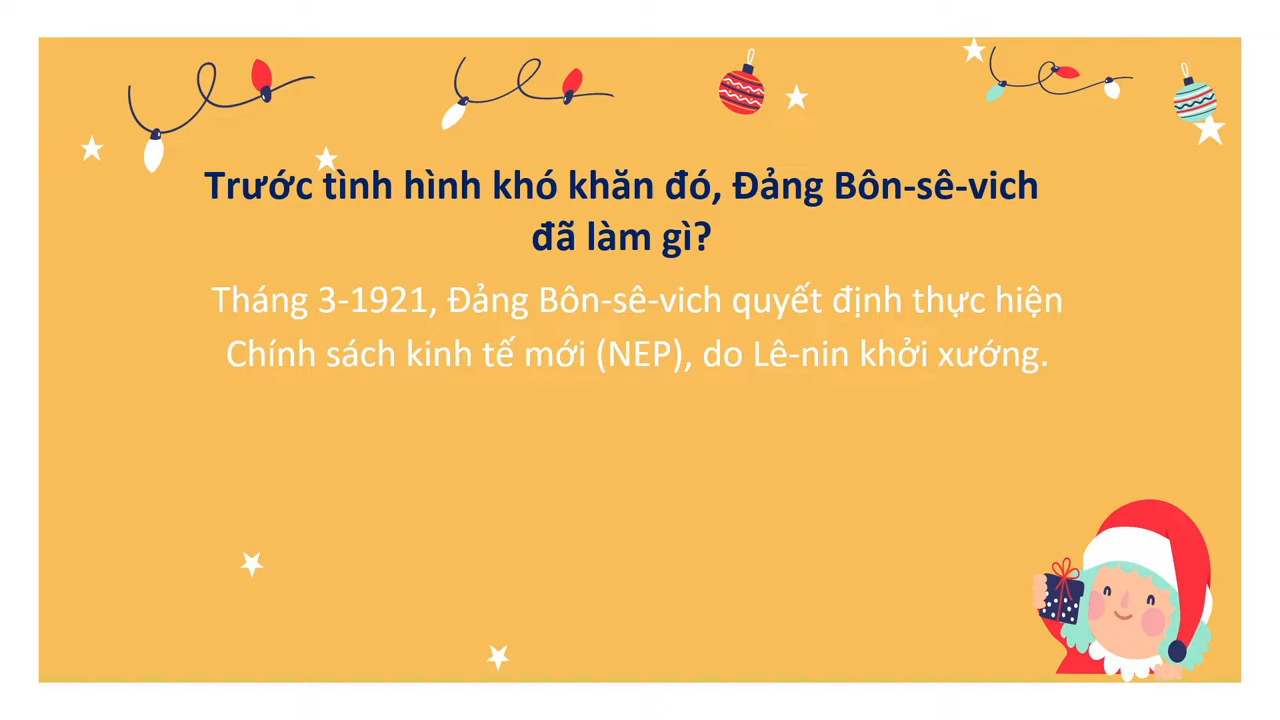 Trước tình hình khó khăn đó, Đảng Bôn-sê-vich
đã làm gì?
Tháng 3-1921, Đảng Bôn-sê-vich quyết định thực hiện
Chính sách kinh tế mới (NEP), do Lê-nin khởi xướng.